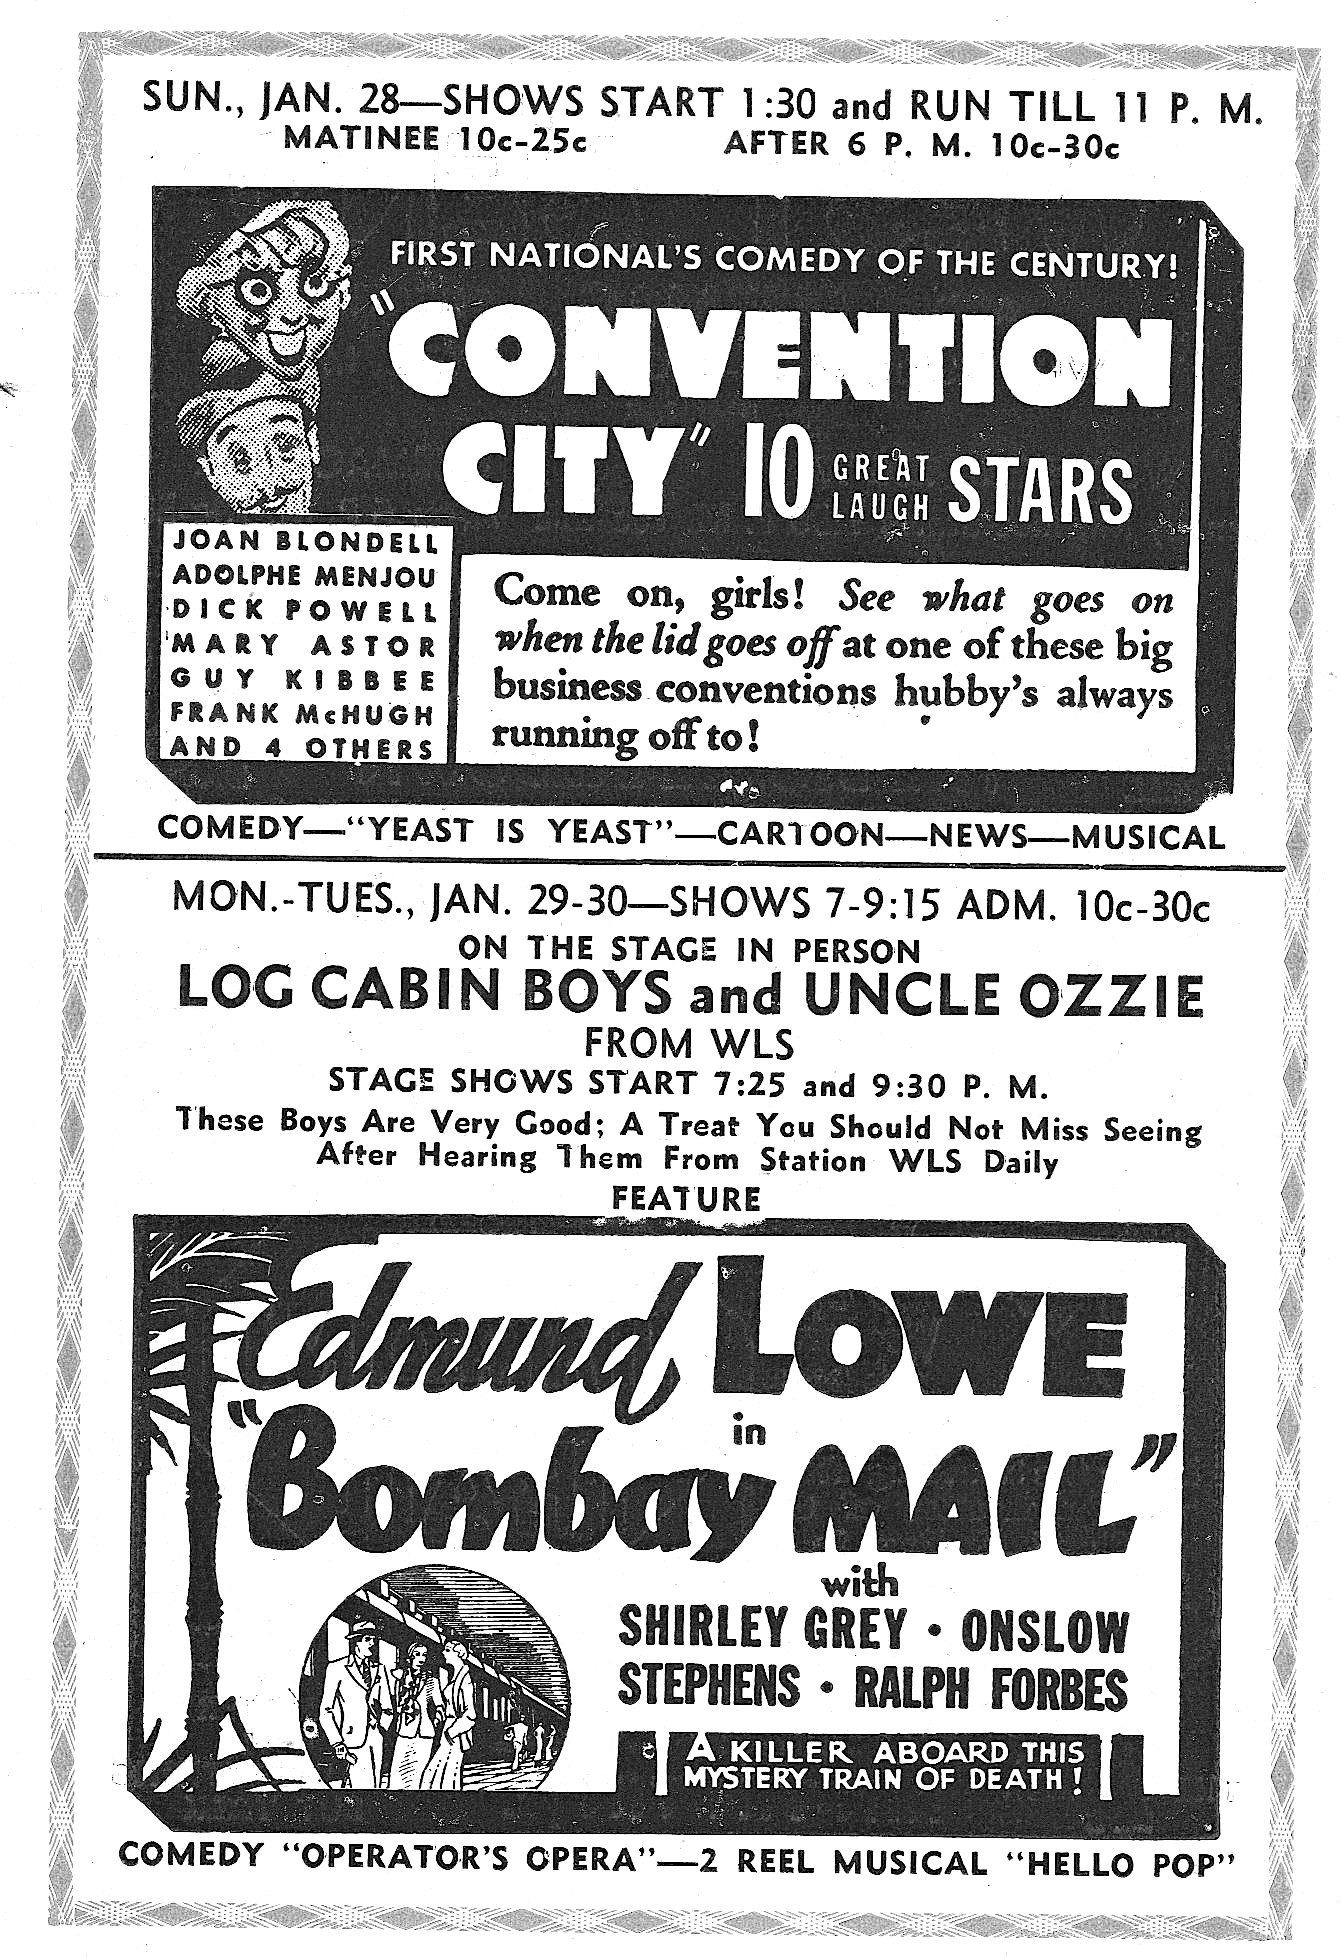 SUN., JAN. 28—SHOWS START 1:30 and RUN TILL 11 P. M.
MATINEE 10c-25c AFTER 6 P. M. 10c-30c
FIRST NATIONAL'S COMEDY OF THE CENTURY!
"CONVENTION
CITY" 10 GREAT LAUGH STARS
JOAN BLONDELL
ADOLPHE MENJOU
DICK POWELL
MARY ASTOR
GUY KIBBEE
FRANK McHUGH
AND 4 OTHERS
Come on, girls! See what goes on
when the lid goes off at one of these big
business conventions hubby's always
running off to!
COMEDY—"YEAST IS YEAST"—CARTOON—NEWS—MUSICAL
MON.-TUES., JAN. 29-30—SHOWS 7-9:15 ADM. 10c-30c
ON THE STAGE IN PERSON
LOG CABIN BOYS and UNCLE OZZIE
FROM WLS
STAGE SHOWS START 7:25 and 9:30 P. M.
These Boys Are Very Good; A Treat You Should Not Miss Seeing
After Hearing Them From Station WLS Daily
FEATURE
Edmund LOWE
in
"Bombay MAIL"
with
SHIRLEY GREY • ONSLOW
STEPHENS • RALPH FORBES
A KILLER ABOARD THIS
MYSTERY TRAIN OF DEATH!
COMEDY "OPERATOR'S OPERA"—2 REEL MUSICAL "HELLO POP"